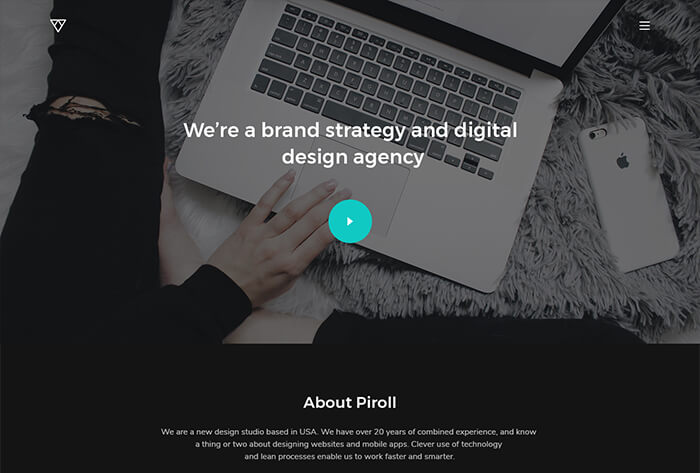 We're a brand strategy and digital
design agency
About Piroll
We are a new design studio based in USA. We have over 20 years of combined experience, and know
a thing or two about designing websites and mobile apps. Clever use of technology
and lean processes enable us to work faster and smarter.